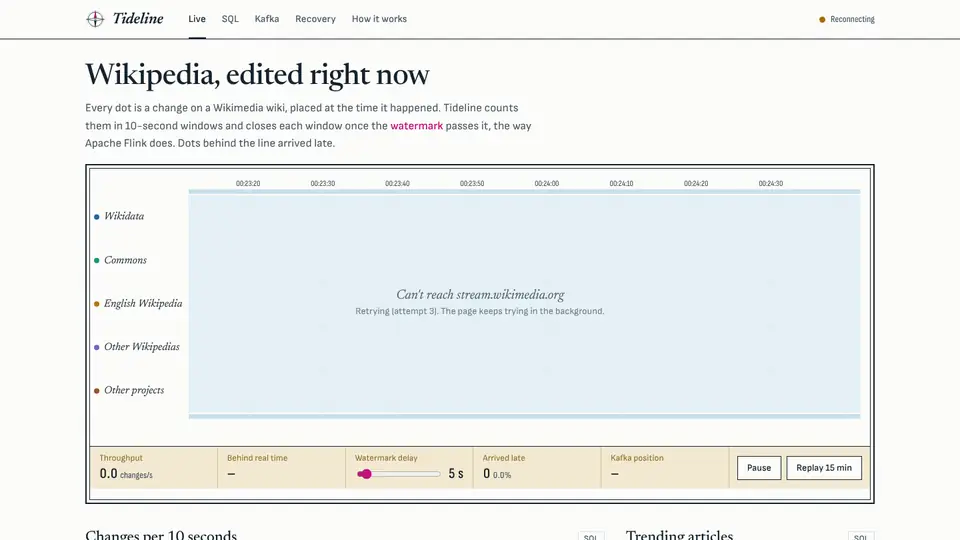 Tideline
Live
SQL
Kafka
Recovery
How it works
Reconnecting
Wikipedia, edited right now
Every dot is a change on a Wikimedia wiki, placed at the time it happened. Tideline counts
them in 10-second windows and closes each window once the watermark passes it, the way
Apache Flink does. Dots behind the line arrived late.
00:23:20
00:23:30
00:23:40
00:23:50
00:24:00
00:24:10
00:24:20
00:24:30
Wikidata
Commons
English Wikipedia
Other Wikipedias
Other projects
Can't reach stream.wikimedia.org
Retrying (attempt 3). The page keeps trying in the background.
Throughput
0.0 changes/s
Behind real time
–
Watermark delay
5 s
Arrived late
0 0.0%
Kafka position
–
Pause
Replay 15 min
Changes per 10 seconds
SQL
Trending articles
SQL